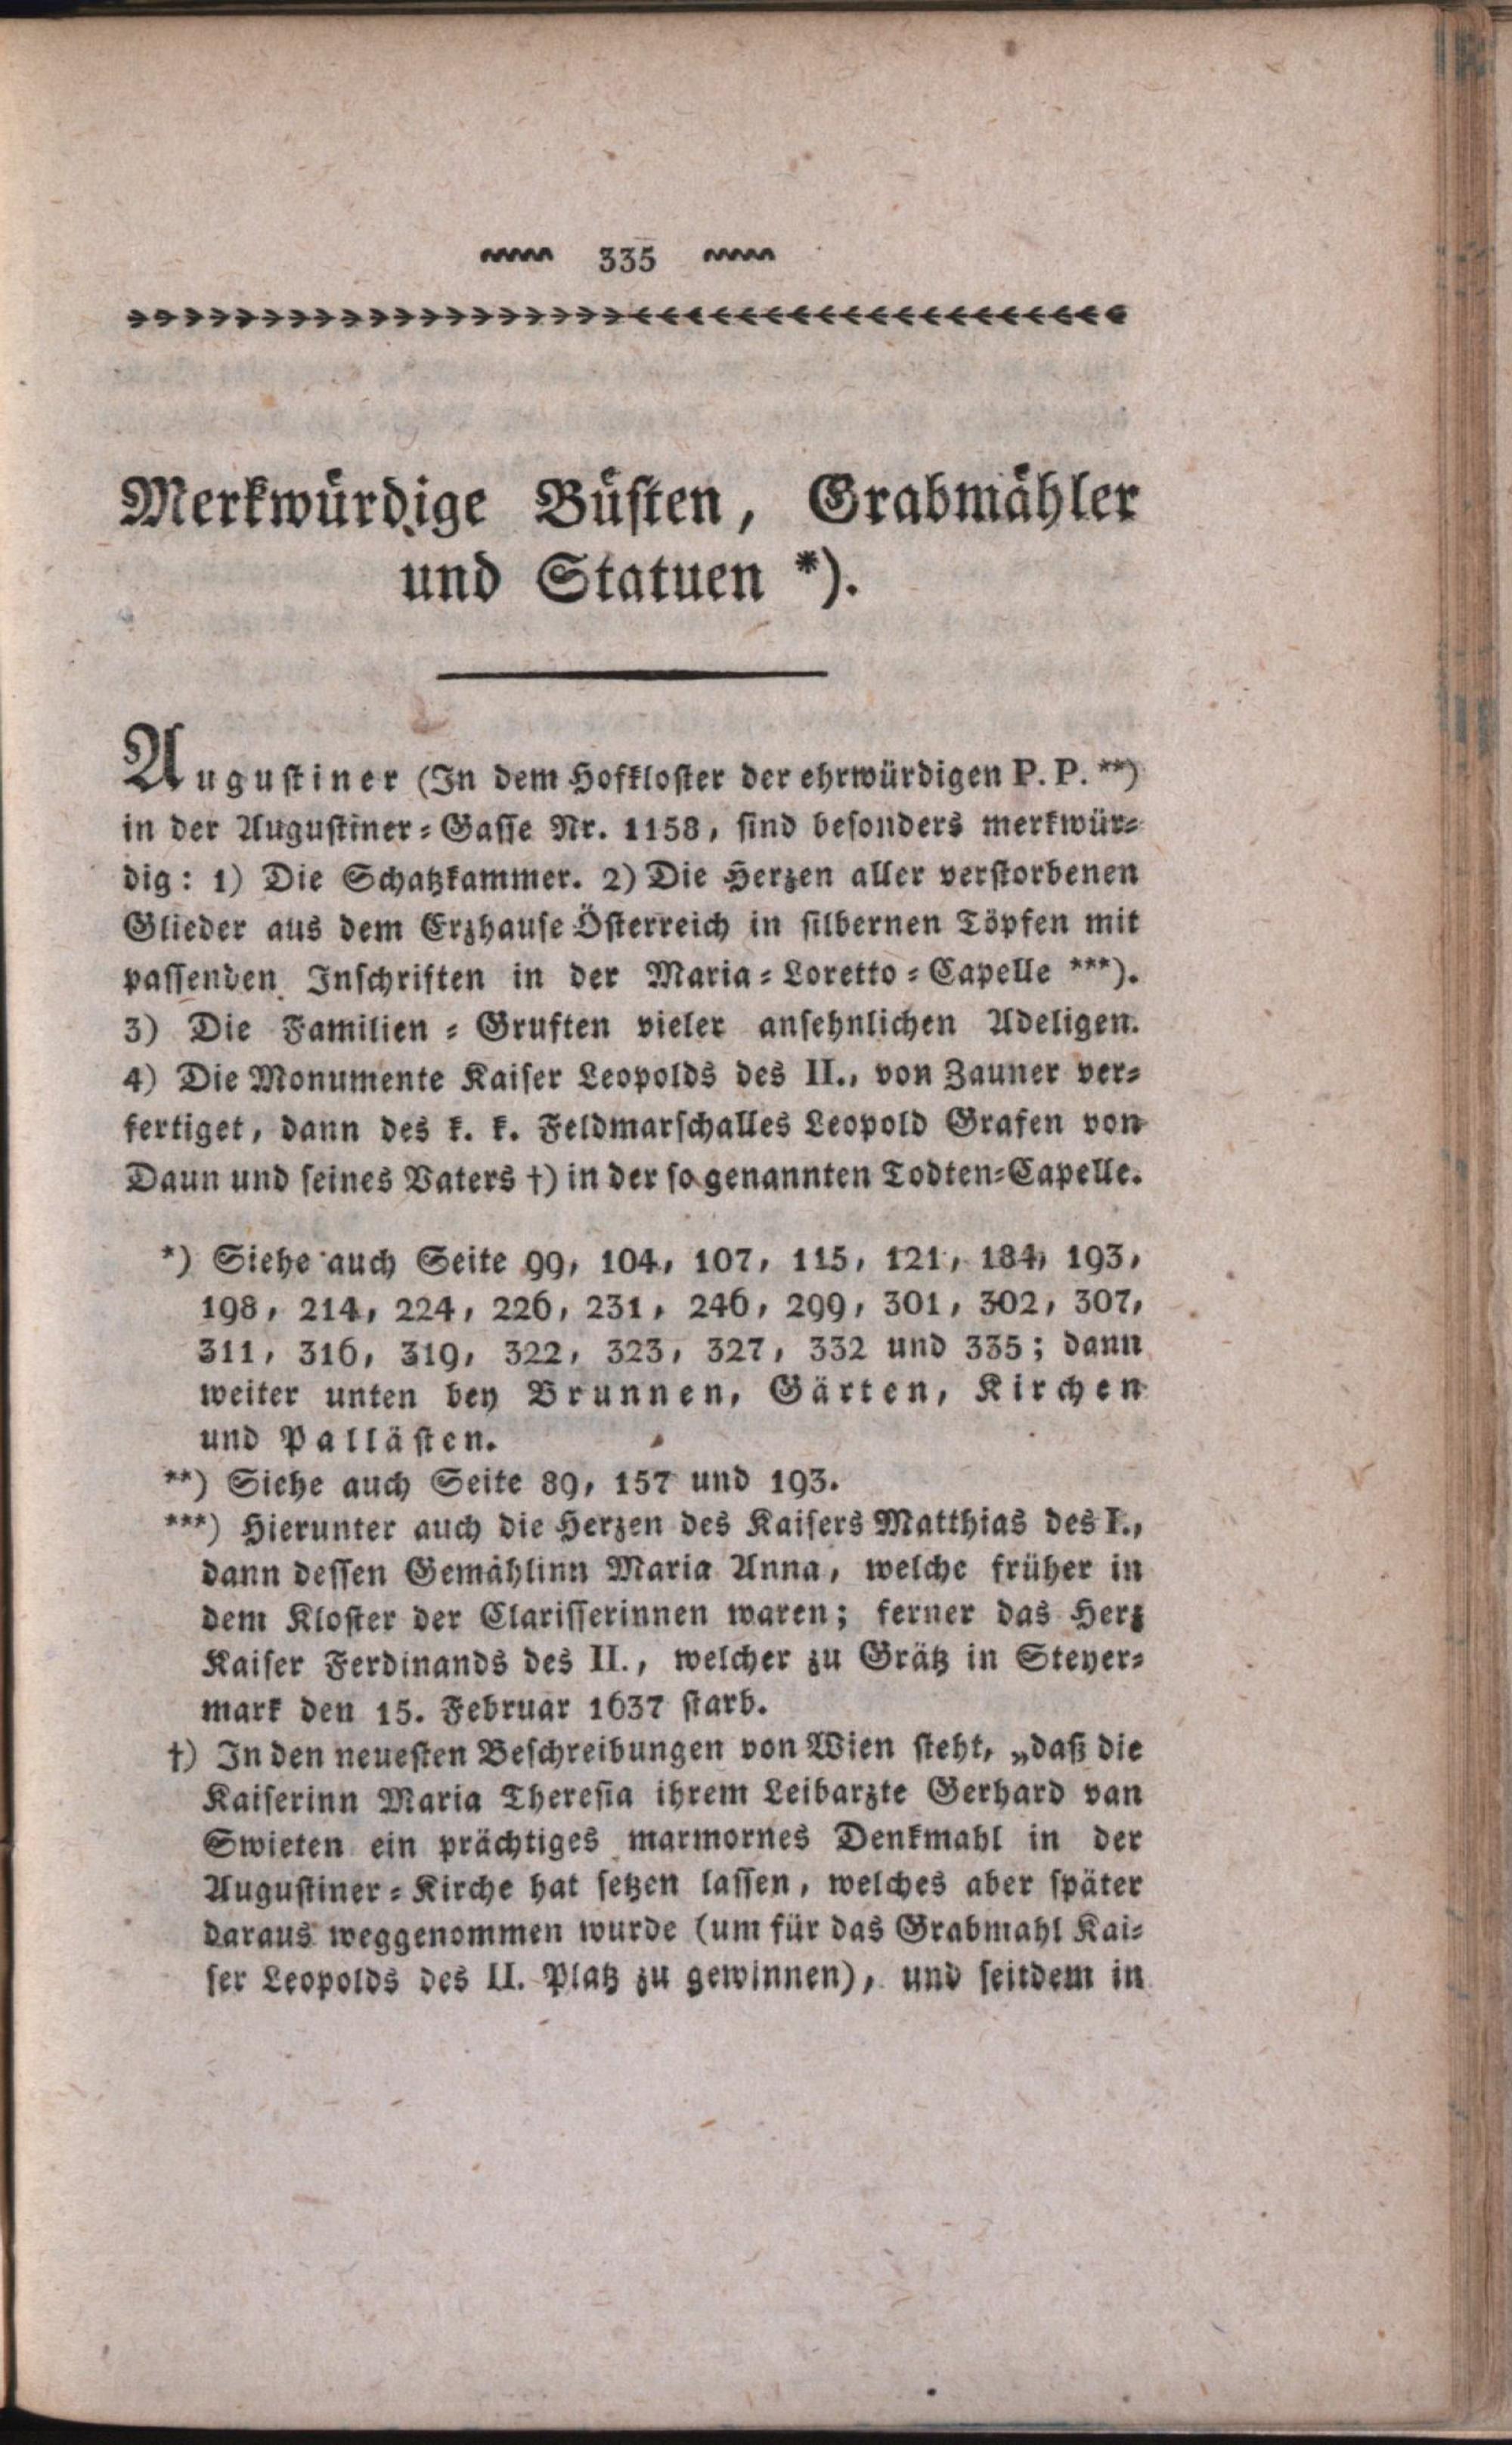 335
Merkwürdige Büsten, Grabmähler
und Statuen *).
Augustiner (In dem Hofkloster der ehrwürdigen P. P. **)
in der Augustiner-Gasse Nr. 1158, sind besonders merkwür-
dig: 1) Die Schatzkammer. 2) Die Herzen aller verstorbenen
Glieder aus dem Erzhause Österreich in silbernen Töpfen mit
passenden Inschriften in der Maria-Loretto-Capelle ***).
3) Die Familien-Gruften vieler ansehnlichen Adeligen.
4) Die Monumente Kaiser Leopolds des II., von Zauner ver-
fertiget, dann des k. k. Feldmarschalles Leopold Grafen von
Daun und seines Vaters †) in der so genannten Todten-Capelle.
*) Siehe auch Seite 99, 104, 107, 115, 121, 184, 193,
198, 214, 224, 226, 231, 246, 299, 301, 302, 307,
311, 316, 319, 322, 323, 327, 332 und 335; dann
weiter unten bey Brunnen, Gärten, Kirchen
und Pallästen.
**) Siehe auch Seite 89, 157 und 193.
***) Hierunter auch die Herzen des Kaisers Matthias des I.,
dann dessen Gemählinn Maria Anna, welche früher in
dem Kloster der Clarisserinnen waren; ferner das Herz
Kaiser Ferdinands des II., welcher zu Grätz in Steyer-
mark den 15. Februar 1637 starb.
†) In den neuesten Beschreibungen von Wien steht, „daß die
Kaiserinn Maria Theresia ihrem Leibarzte Gerhard van
Swieten ein prächtiges marmornes Denkmahl in der
Augustiner-Kirche hat setzen lassen, welches aber später
daraus weggenommen wurde (um für das Grabmahl Kai-
ser Leopolds des II. Platz zu gewinnen), und seitdem in